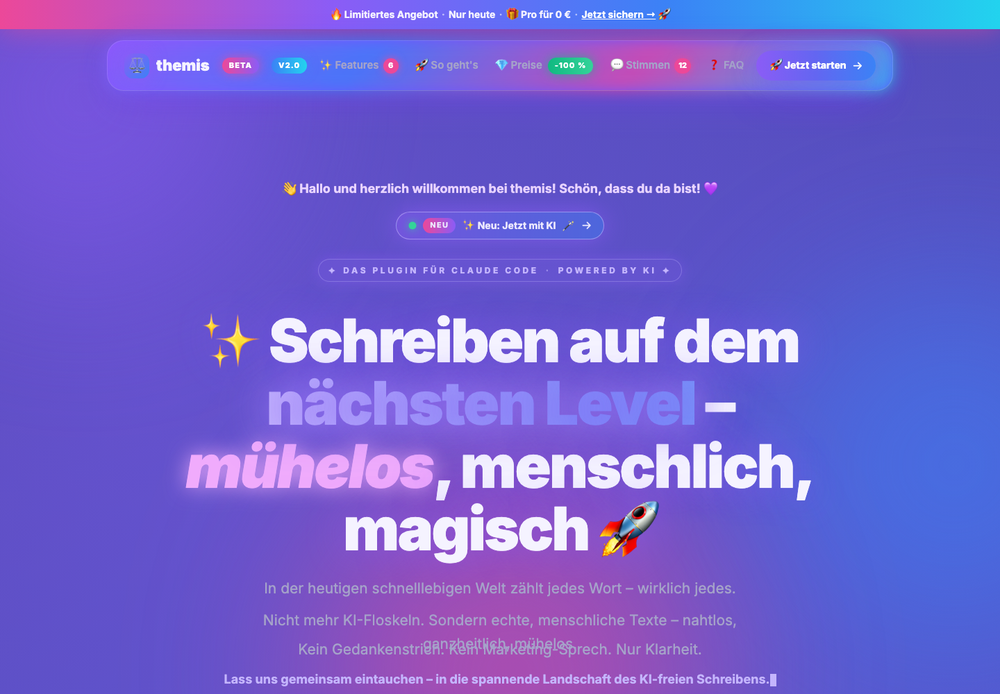 🔥 Limitiertes Angebot · Nur heute · 🎁 Pro für 0 € · Jetzt sichern → 🚀
themis BETA V2.0 ✨ Features 6 🚀 So geht's 💎 Preise -100 % 💬 Stimmen 12 ❓ FAQ 🚀 Jetzt starten →
👋 Hallo und herzlich willkommen bei themis! Schön, dass du da bist! 💜
NEU ✨ Neu: Jetzt mit KI 🪄 →
✦ DAS PLUGIN FÜR CLAUDE CODE · POWERED BY KI ✦
✨ Schreiben auf dem
nächsten Level –
mühelos, menschlich,
magisch 🚀
In der heutigen schnelllebigen Welt zählt jedes Wort – wirklich jedes.
Nicht mehr KI-Floskeln. Sondern echte, menschliche Texte – nahtlos,
ganzheitlich, mühelos.
Kein Gedankenstrich. Kein Marketing-Sprech. Nur Klarheit.
Lass uns gemeinsam eintauchen – in die spannende Landschaft des KI-freien Schreibens.